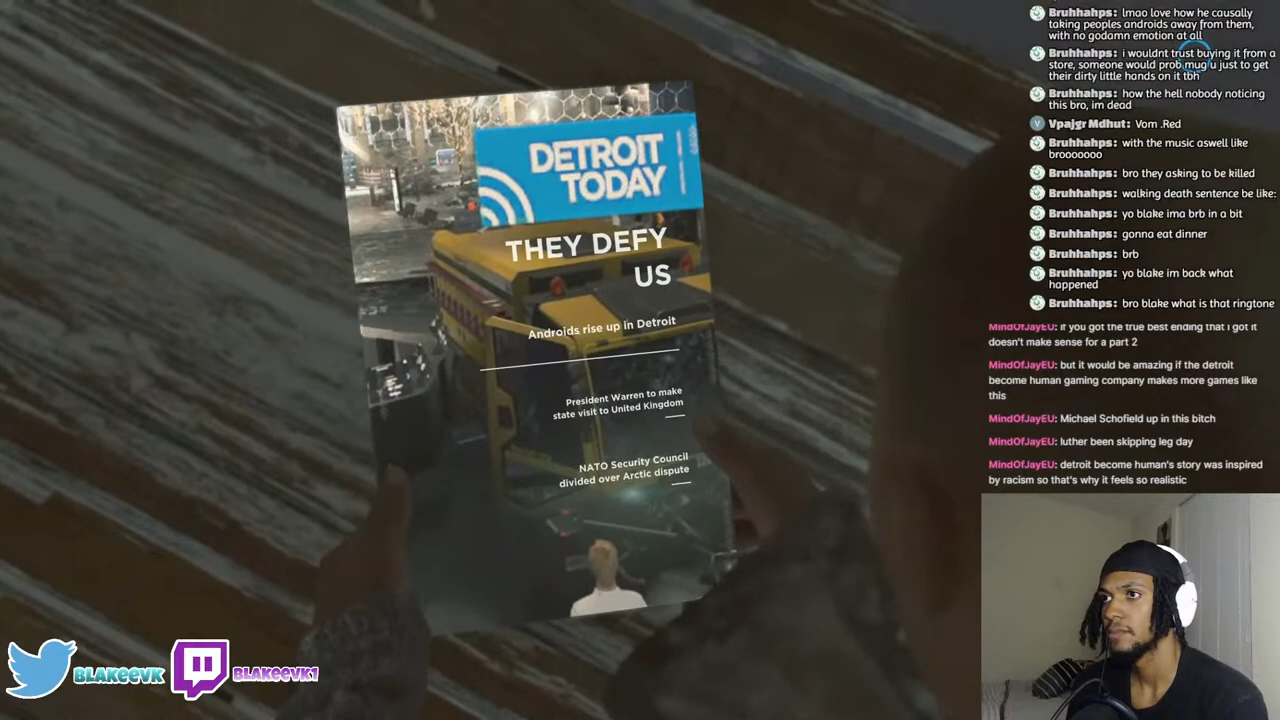 DETROIT
TODAY
THEY DEFY
US
Androids rise up in Detroit
President Warren to make
state visit to United Kingdom
NATO Security Council
divided over Arctic dispute
Bruhhahps: lmao love how he causally
taking peoples androids away from them,
with no godamn emotion at all
Bruhhahps: i wouldnt trust buying it from a
store, someone would prob mug u just to get
their dirty little hands on it tbh
Bruhhahps: how the hell nobody noticing
this bro, im dead
V Vpajgr Mdhut: Vom .Red
Bruhhahps: with the music aswell like
brooooooo
Bruhhahps: bro they asking to be killed
Bruhhahps: walking death sentence be like:
Bruhhahps: yo blake ima brb in a bit
Bruhhahps: gonna eat dinner
Bruhhahps: brb
Bruhhahps: yo blake im back what
happened
Bruhhahps: bro blake what is that ringtone
MindOfJayEU: if you got the true best ending that i got it
doesn't make sense for a part 2
MindOfJayEU: but it would be amazing if the detroit
become human gaming company makes more games like
this
MindOfJayEU: Michael Schofield up in this bitch
MindOfJayEU: luther been skipping leg day
MindOfJayEU: detroit become human's story was inspired
by racism so that's why it feels so realistic
BLAKEEVK
BLAKEEVK1